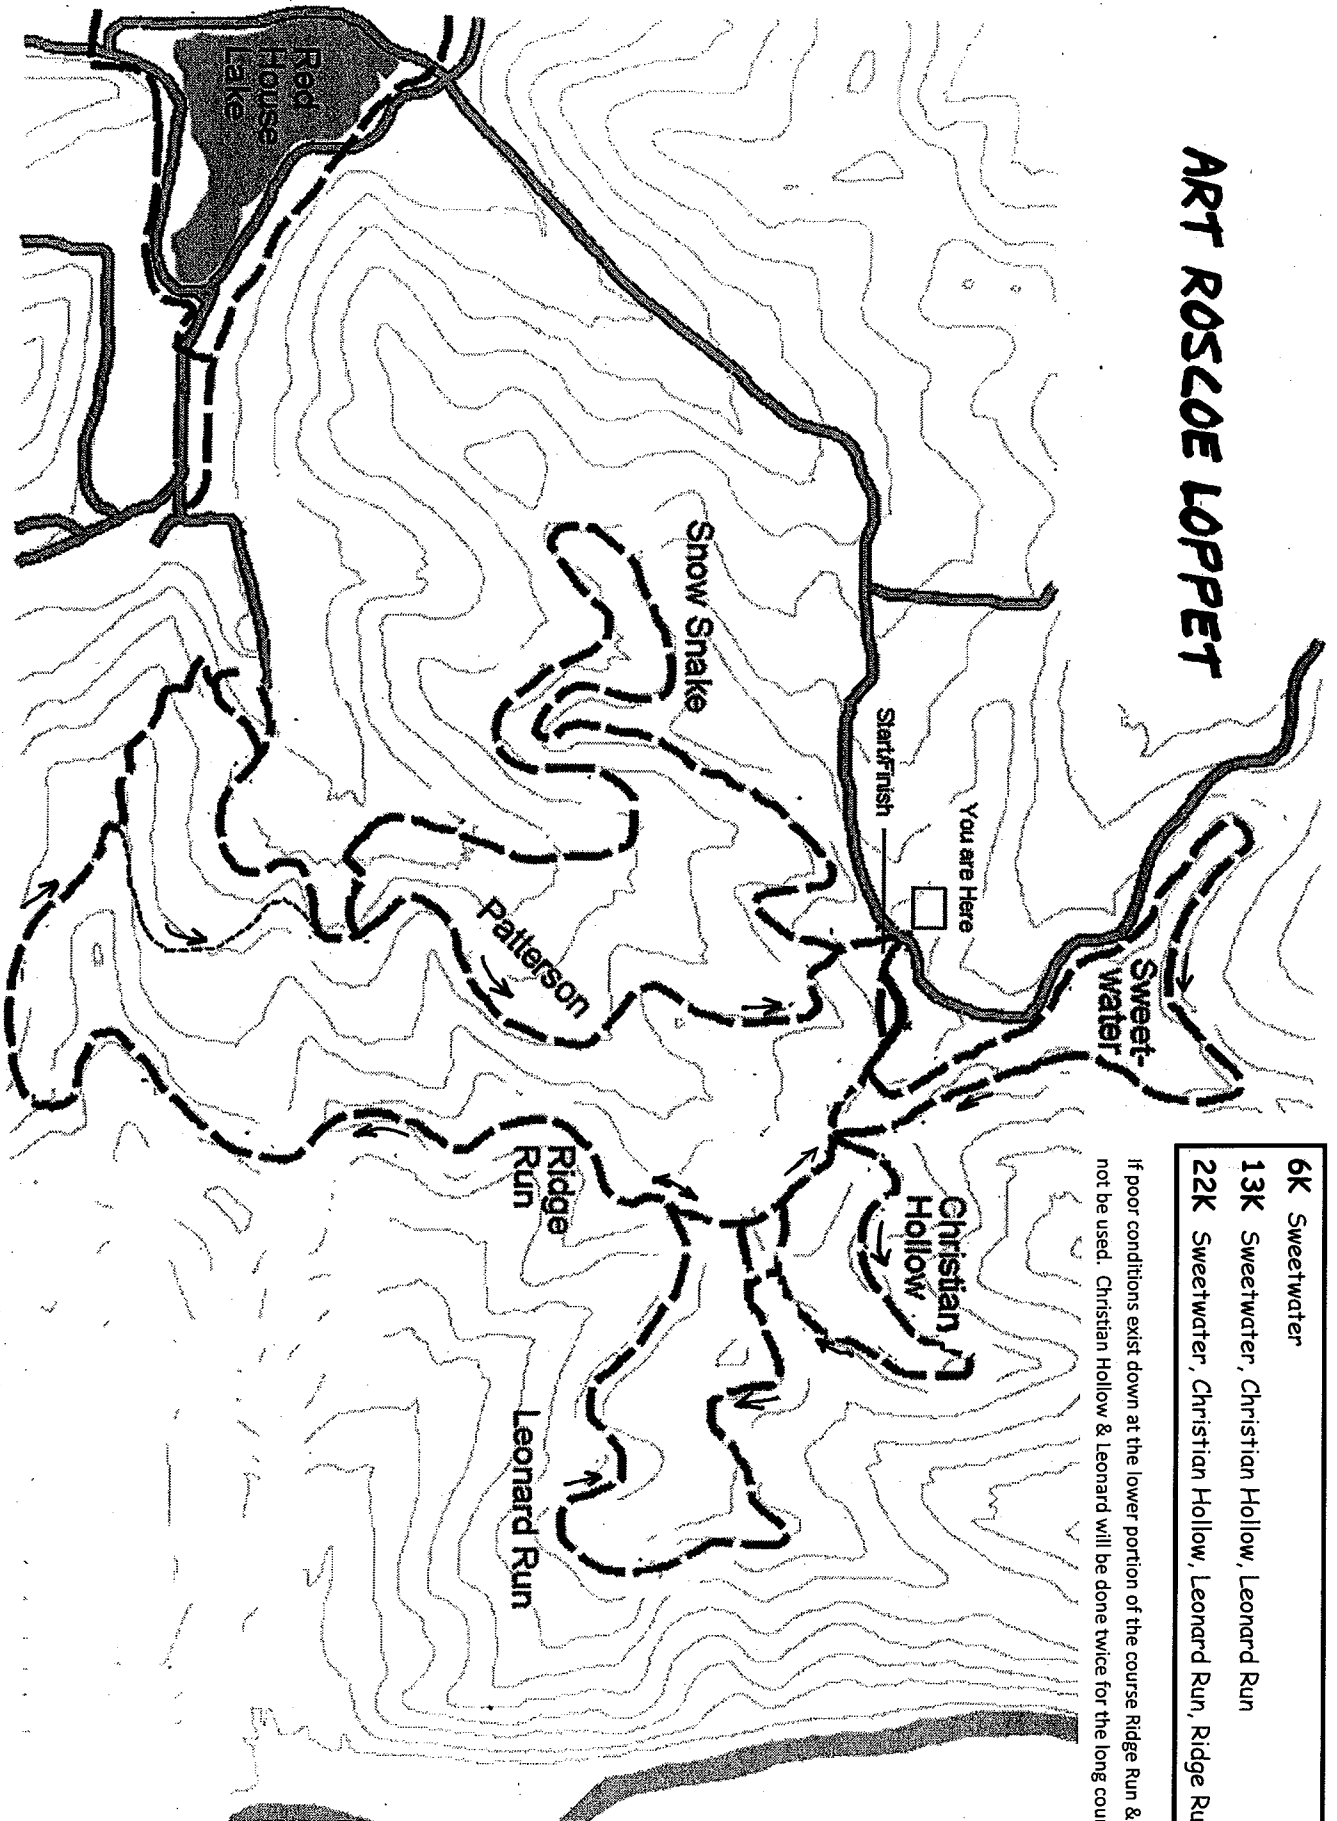 ART ROSCOE LOPPET
6K Sweetwater
13K Sweetwater, Christian Hollow, Leonard Run
22K Sweetwater, Christian Hollow, Leonard Run, Ridge Ru
If poor conditions exist down at the lower portion of the course Ridge Run &
not be used. Christian Hollow & Leonard will be done twice for the long cour
Sweet-
water
You are Here
Start/Finish
Christian
Hollow
Snow Snake
Patterson
Ridge
Run
Leonard Run
Red
House
Lake